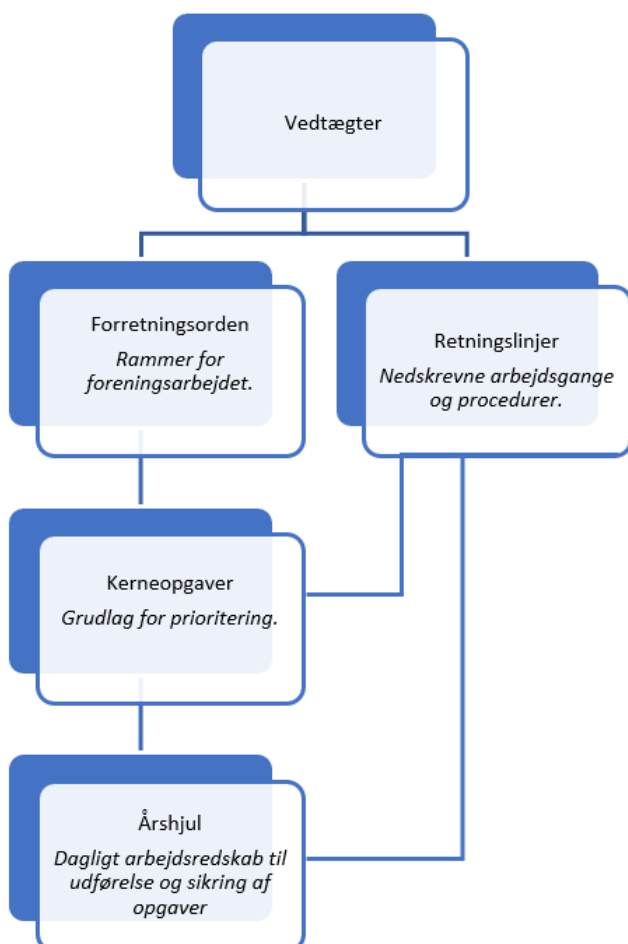 Vedtægter
Forretningsorden
Rammer for
foreningsarbejdet.
Retningslinjer
Nedskrevne arbejdsgange
og procedurer.
Kerneopgaver
Grudlag for prioritering.
Årshjul
Dagligt arbejdsredskab til
udførelse og sikring af
opgaver